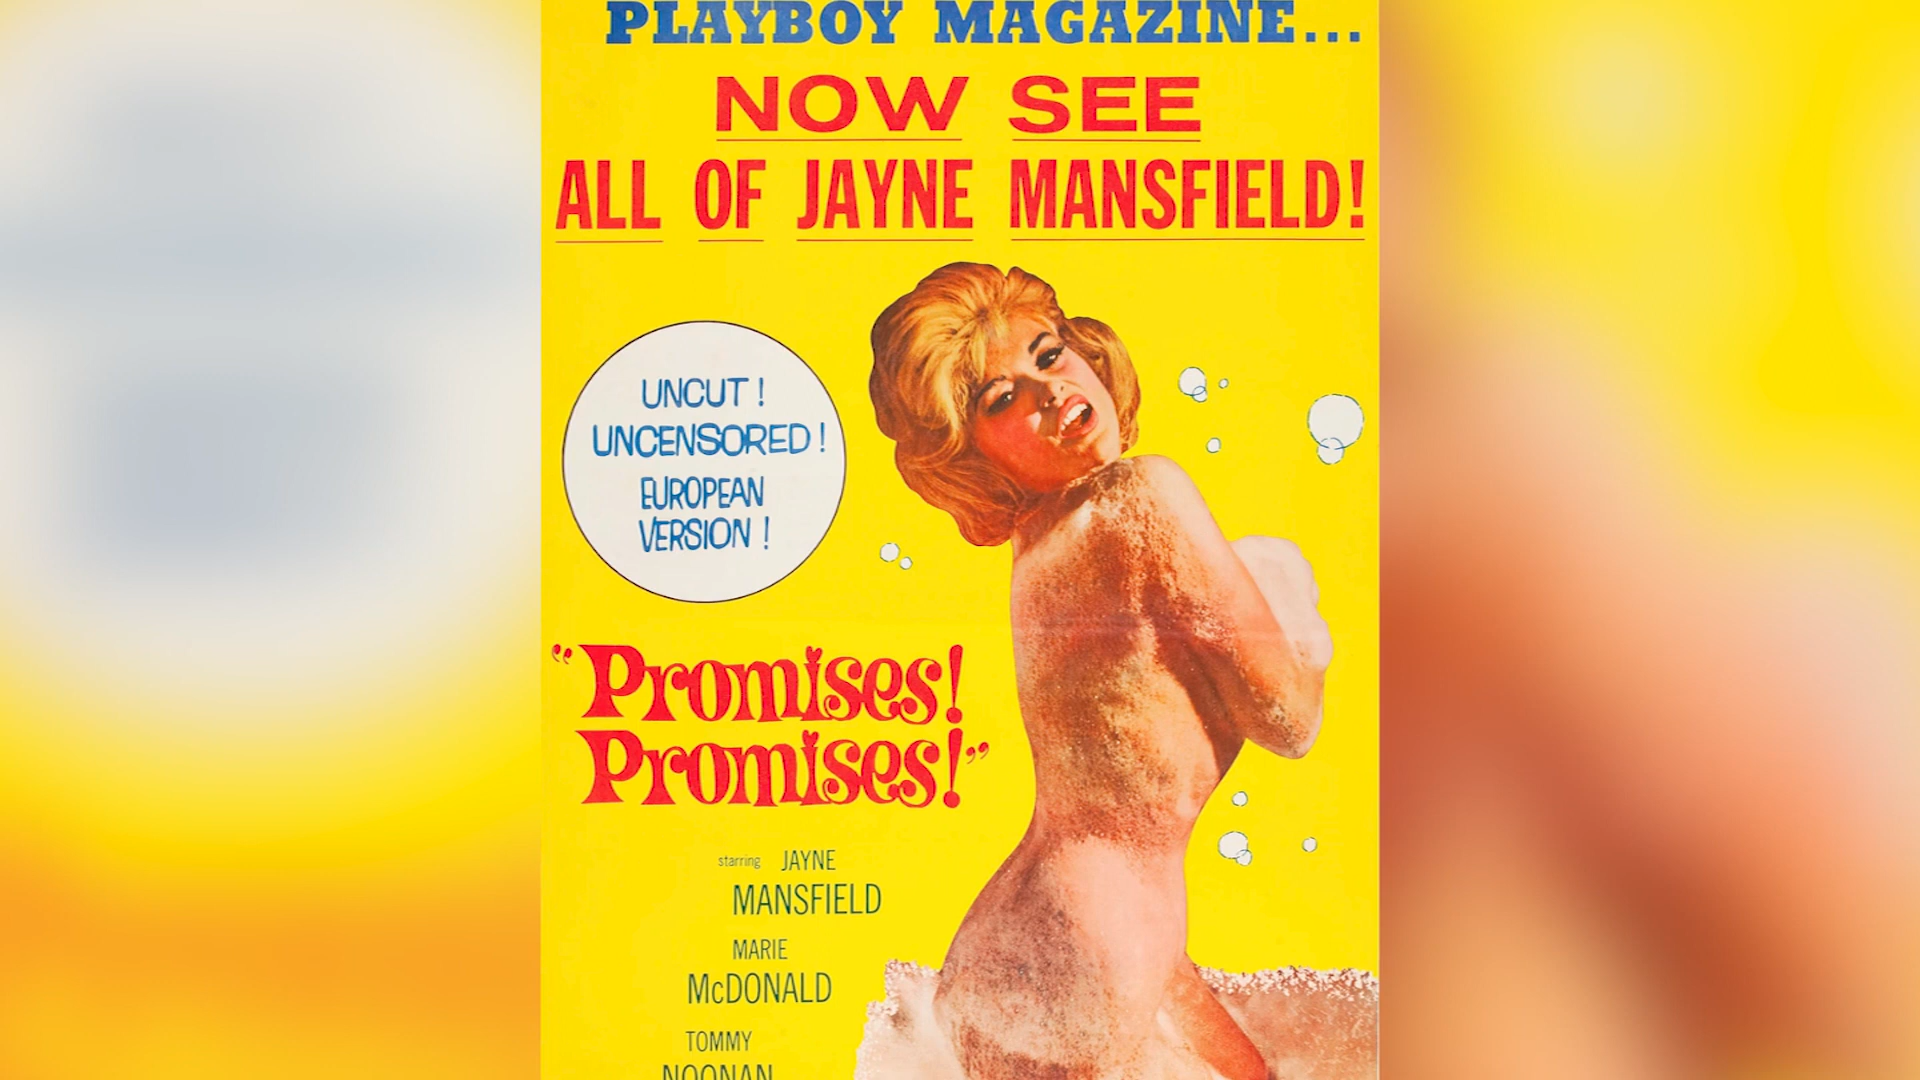 PLAYBOY MAGAZINE...
NOW SEE
ALL OF JAYNE MANSFIELD!
UNCUT!
UNCENSORED!
EUROPEAN
VERSION!
"Promises!
Promises!"
starring JAYNE
MANSFIELD
MARIE
McDONALD
TOMMY
NOONAN